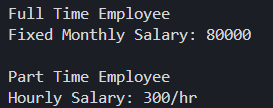 Full Time Employee
Fixed Monthly Salary: 80000
Part Time Employee
Hourly Salary: 300/hr